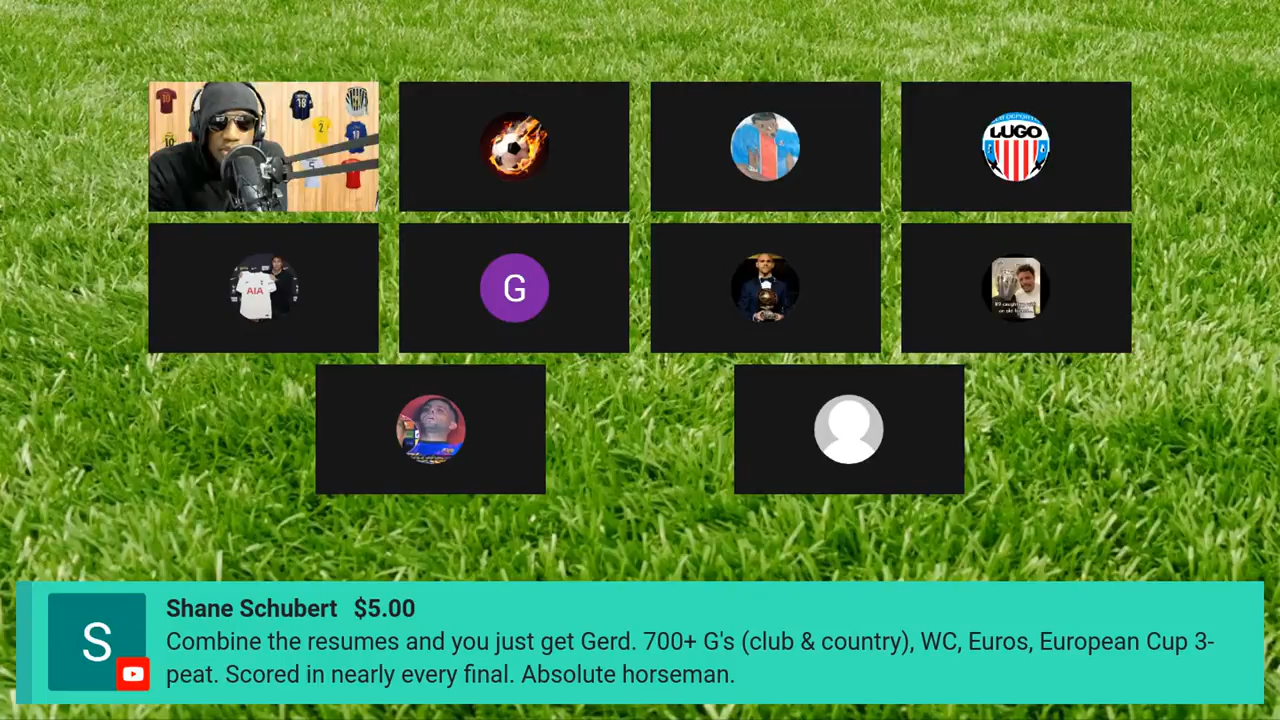 LUGO
AIA
G
S
Shane Schubert $5.00
Combine the resumes and you just get Gerd. 700+ G's (club & country), WC, Euros, European Cup 3-
peat. Scored in nearly every final. Absolute horseman.